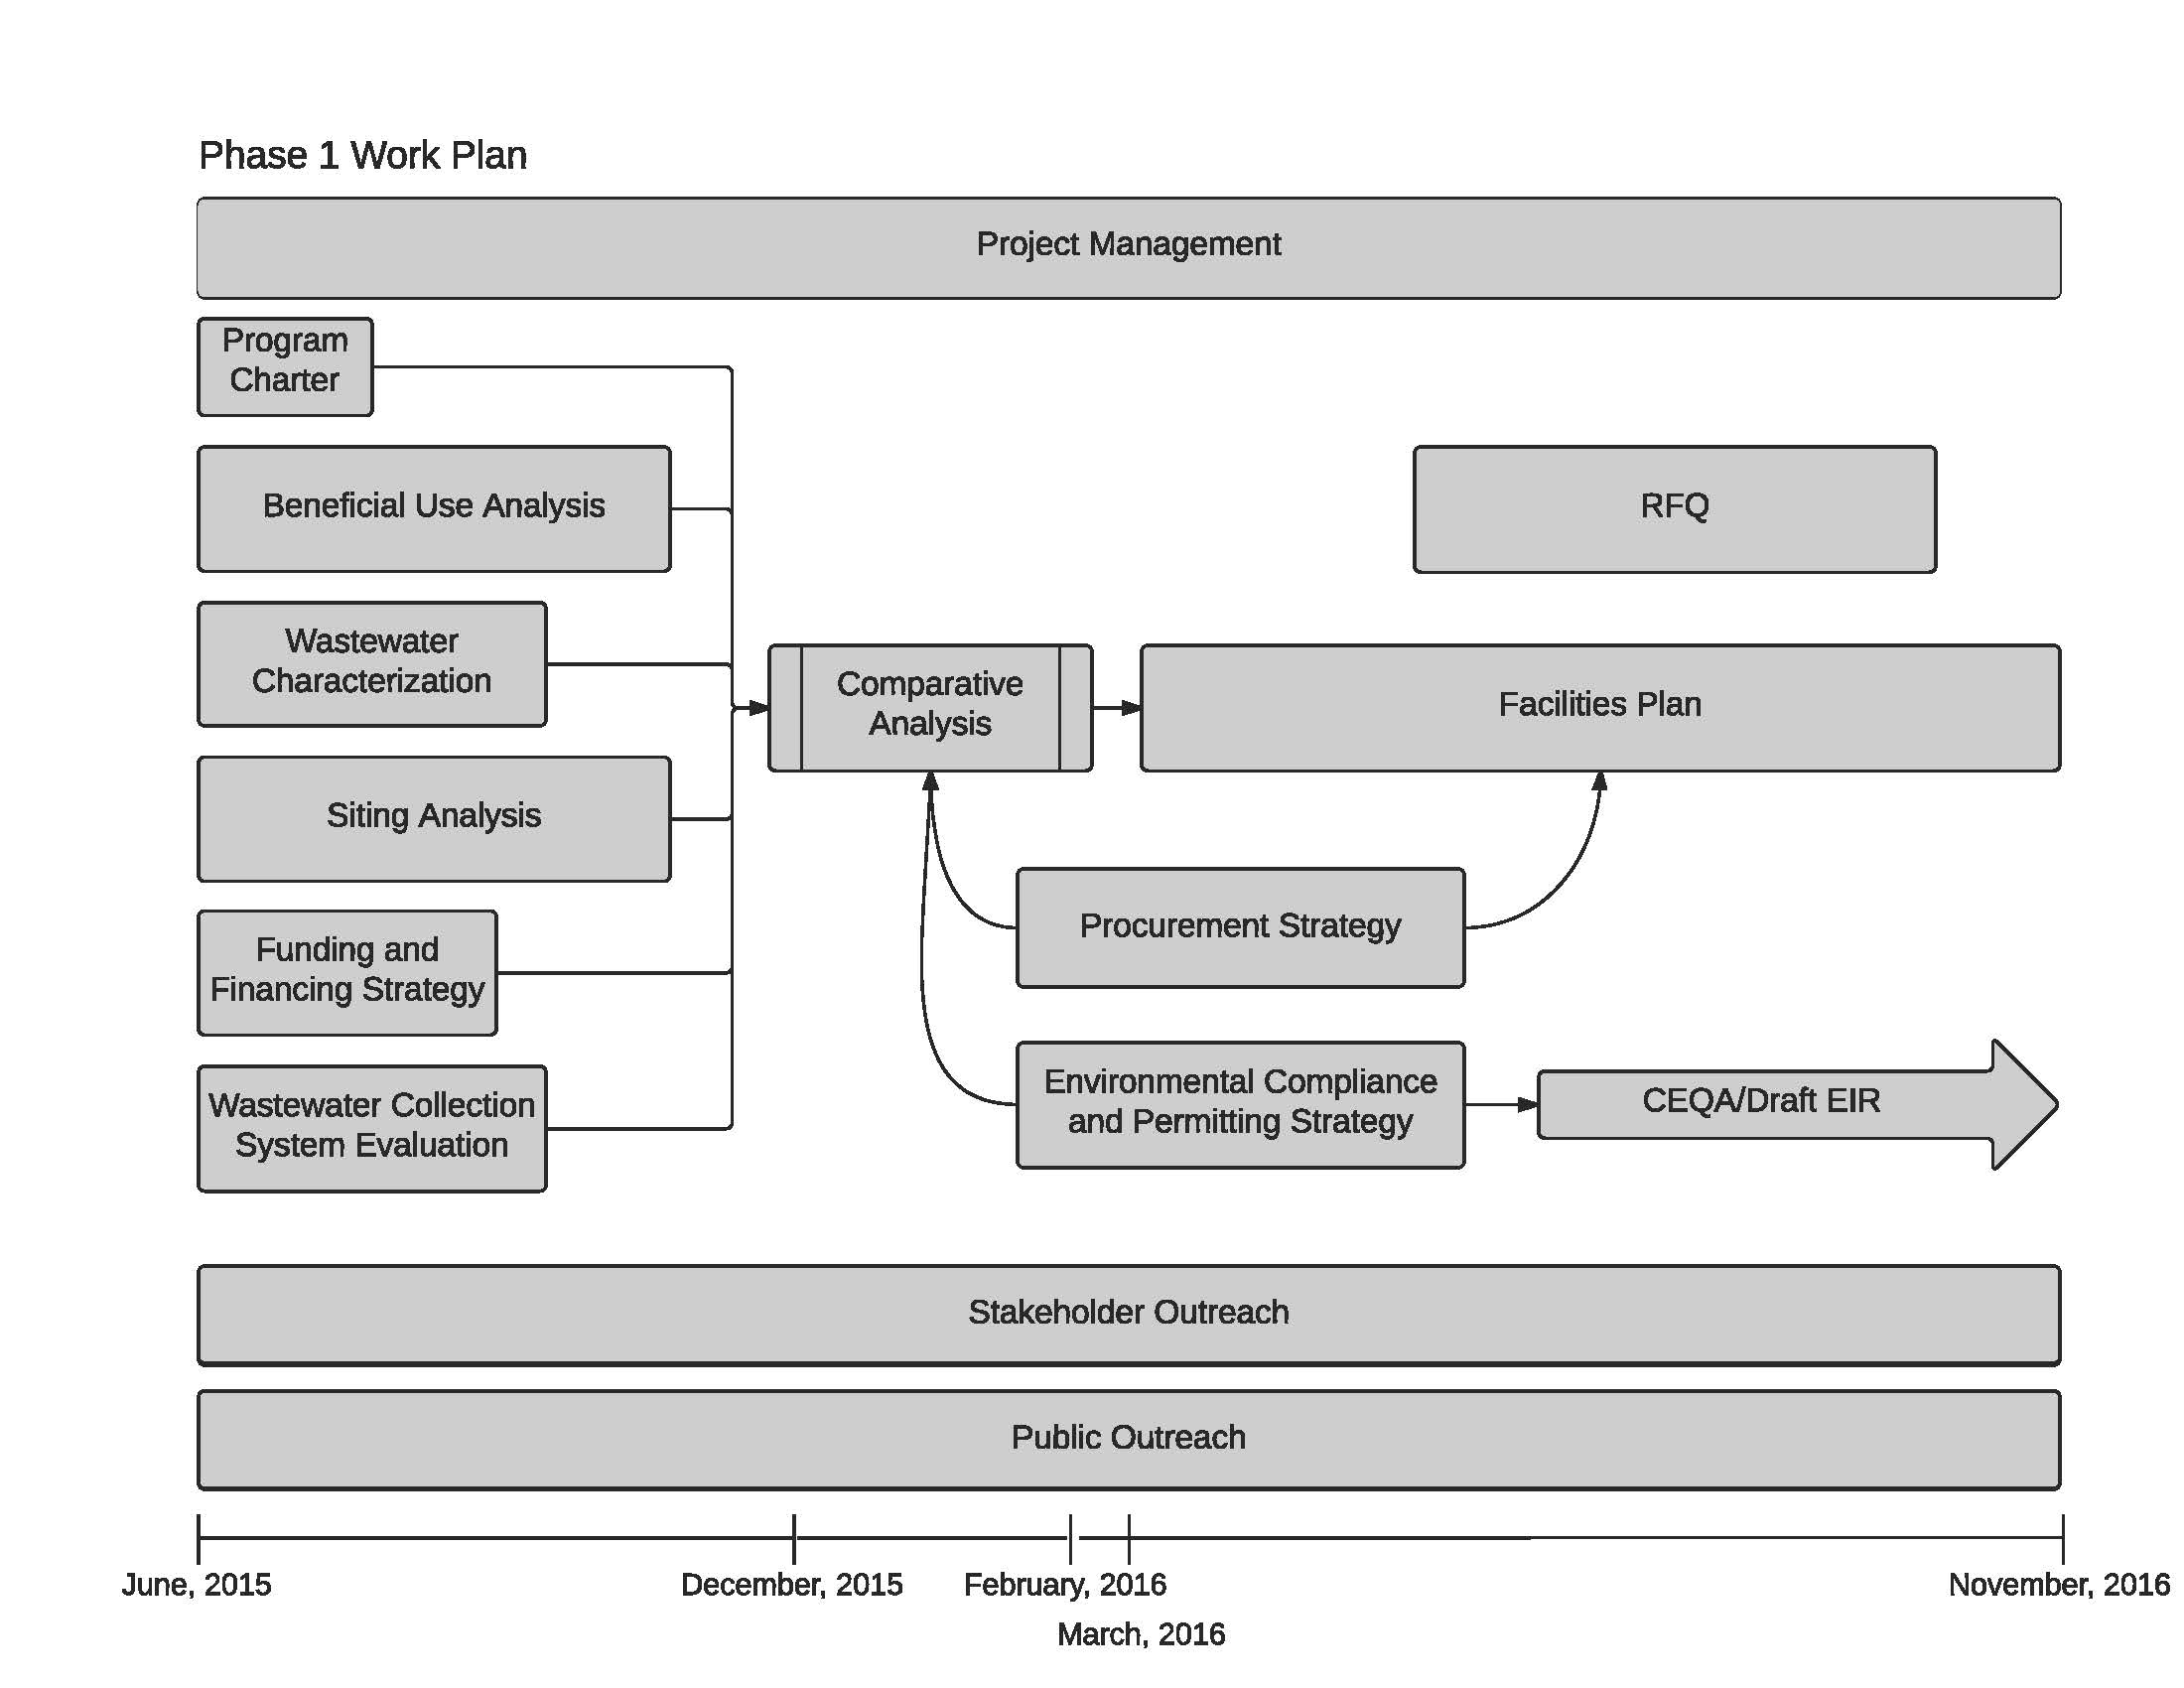 Phase 1 Work Plan
Project Management
Program
Charter
Beneficial Use Analysis
RFQ
Wastewater
Characterization
Comparative
Analysis
Facilities Plan
Siting Analysis
Procurement Strategy
Funding and
Financing Strategy
Environmental Compliance
and Permitting Strategy
CEQA/Draft EIR
Wastewater Collection
System Evaluation
Stakeholder Outreach
Public Outreach
June, 2015
December, 2015
February, 2016
November, 2016
March, 2016